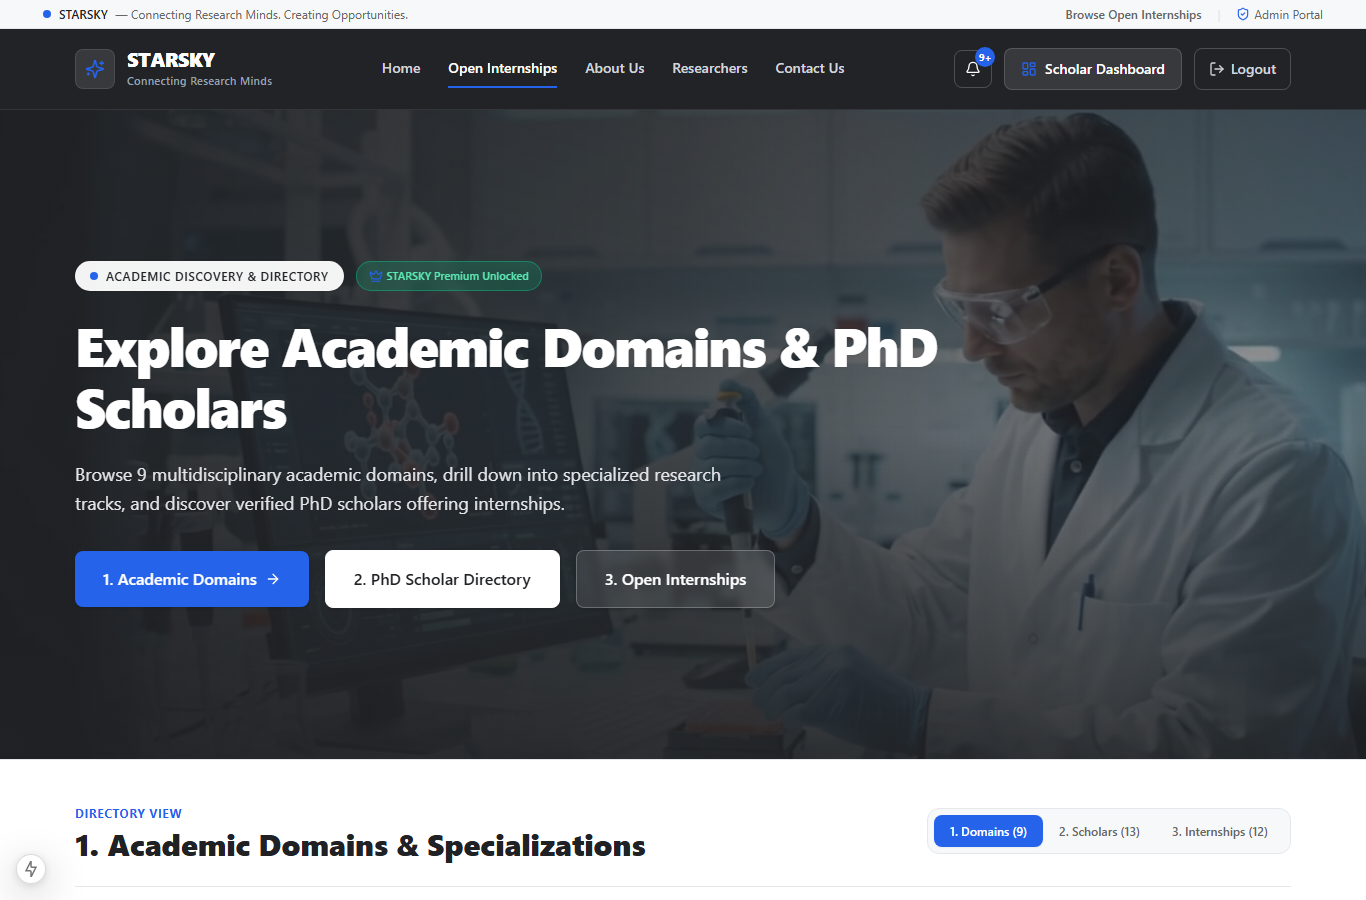 STARSKY — Connecting Research Minds. Creating Opportunities.
Browse Open Internships | Admin Portal
STARSKY
Connecting Research Minds
Home
Open Internships
About Us
Researchers
Contact Us
9+
Scholar Dashboard
Logout
ACADEMIC DISCOVERY & DIRECTORY
STARSKY Premium Unlocked
Explore Academic Domains & PhD
Scholars
Browse 9 multidisciplinary academic domains, drill down into specialized research
tracks, and discover verified PhD scholars offering internships.
1. Academic Domains →
2. PhD Scholar Directory
3. Open Internships
DIRECTORY VIEW
1. Academic Domains & Specializations
1. Domains (9)
2. Scholars (13)
3. Internships (12)